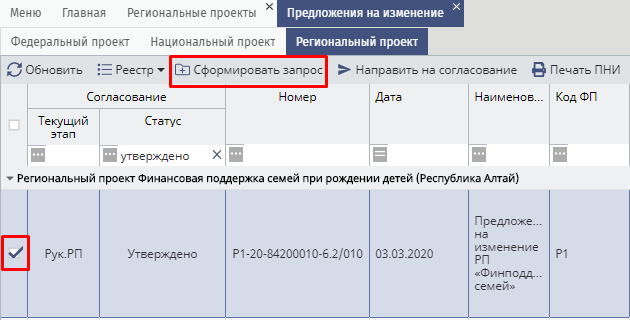 Меню Главная Региональные проекты Предложения на изменение
Федеральный проект Национальный проект Региональный проект
Обновить Реестр Сформировать запрос Направить на согласование Печать ПНИ
Согласование Номер Дата Наименов... Код ФП
Текущий этап Статус
утверждено
Региональный проект Финансовая поддержка семей при рождении детей (Республика Алтай)
Рук.РП Утверждено P1-20-84200010-6.2/010 03.03.2020
Предложе...
на
изменение
РП
«Финподд...
семей»
P1